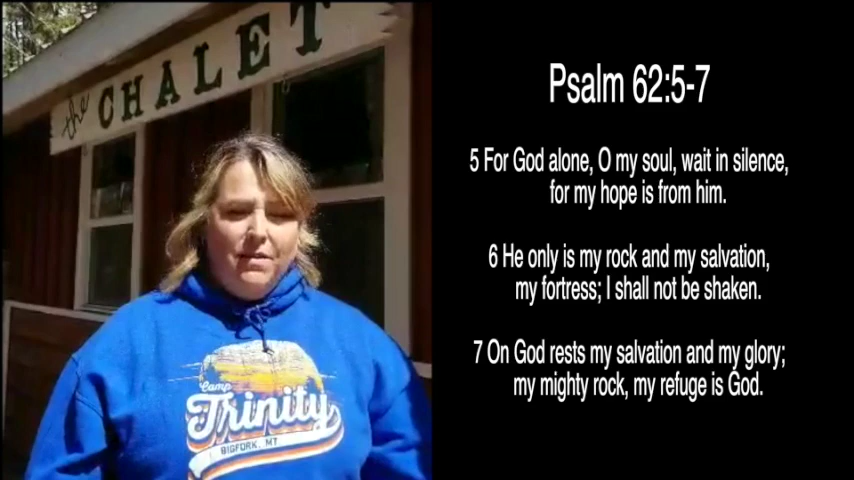 the CHALET
Camp
Trinity
BIGFORK, MT
Psalm 62:5-7
5 For God alone, O my soul, wait in silence,
for my hope is from him.
6 He only is my rock and my salvation,
my fortress; I shall not be shaken.
7 On God rests my salvation and my glory;
my mighty rock, my refuge is God.